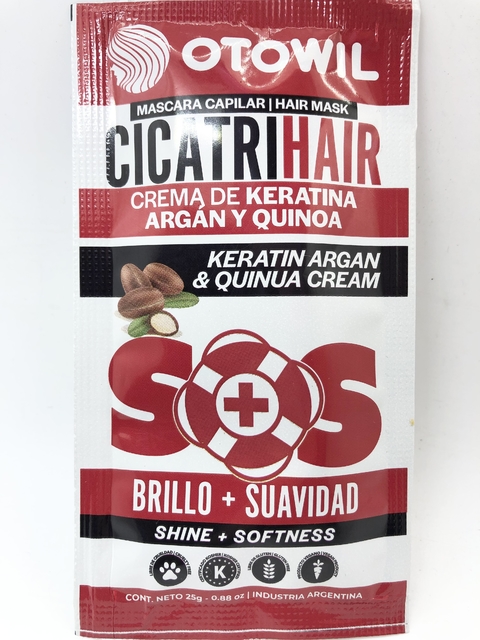 OTOWIL
MASCARA CAPILAR | HAIR MASK
CICATRIHAIR
CREMA DE KERATINA
ARGÁN Y QUINOA
KERATIN ARGAN
& QUINUA CREAM
SOS
BRILLO + SUAVIDAD
SHINE + SOFTNESS
K
CONT. NETO 25g - 0.88 oz | INDUSTRIA ARGENTINA